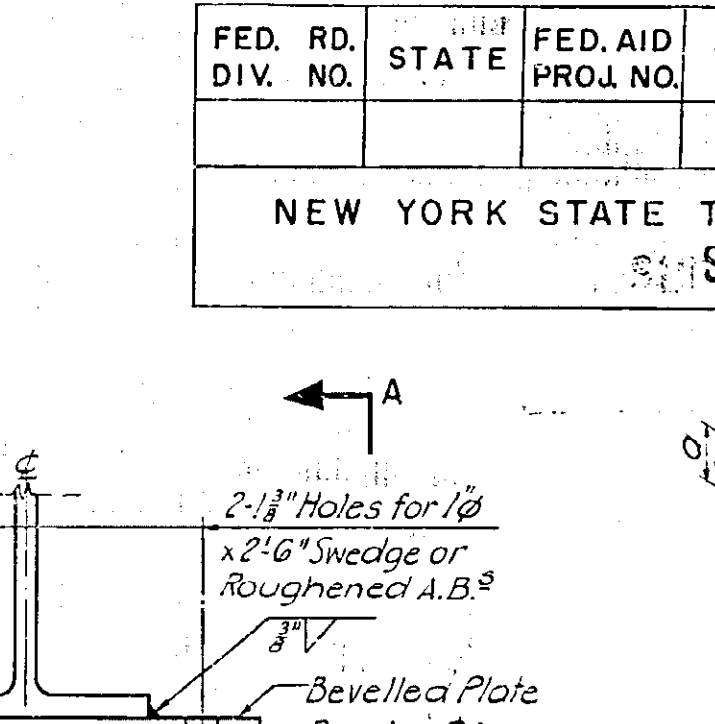 FED. RD. DIV. NO.
STATE
FED. AID PROJ. NO.
NEW YORK STATE T
S
A
℄
2-1⅜" Holes for 1"ø
x 2'-6" Swedge or
Roughened A.B.s
⅜"
Bevelled Plate